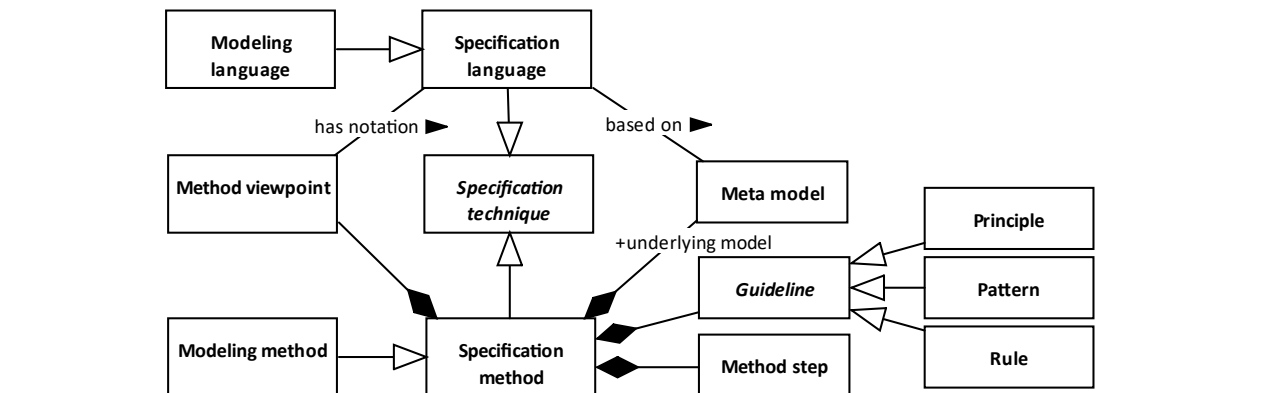 Modeling
language
Specification
language
has notation
based on
Method viewpoint
Specification
technique
Meta model
Principle
+underlying model
Guideline
Pattern
Modeling method
Specification
method
Method step
Rule